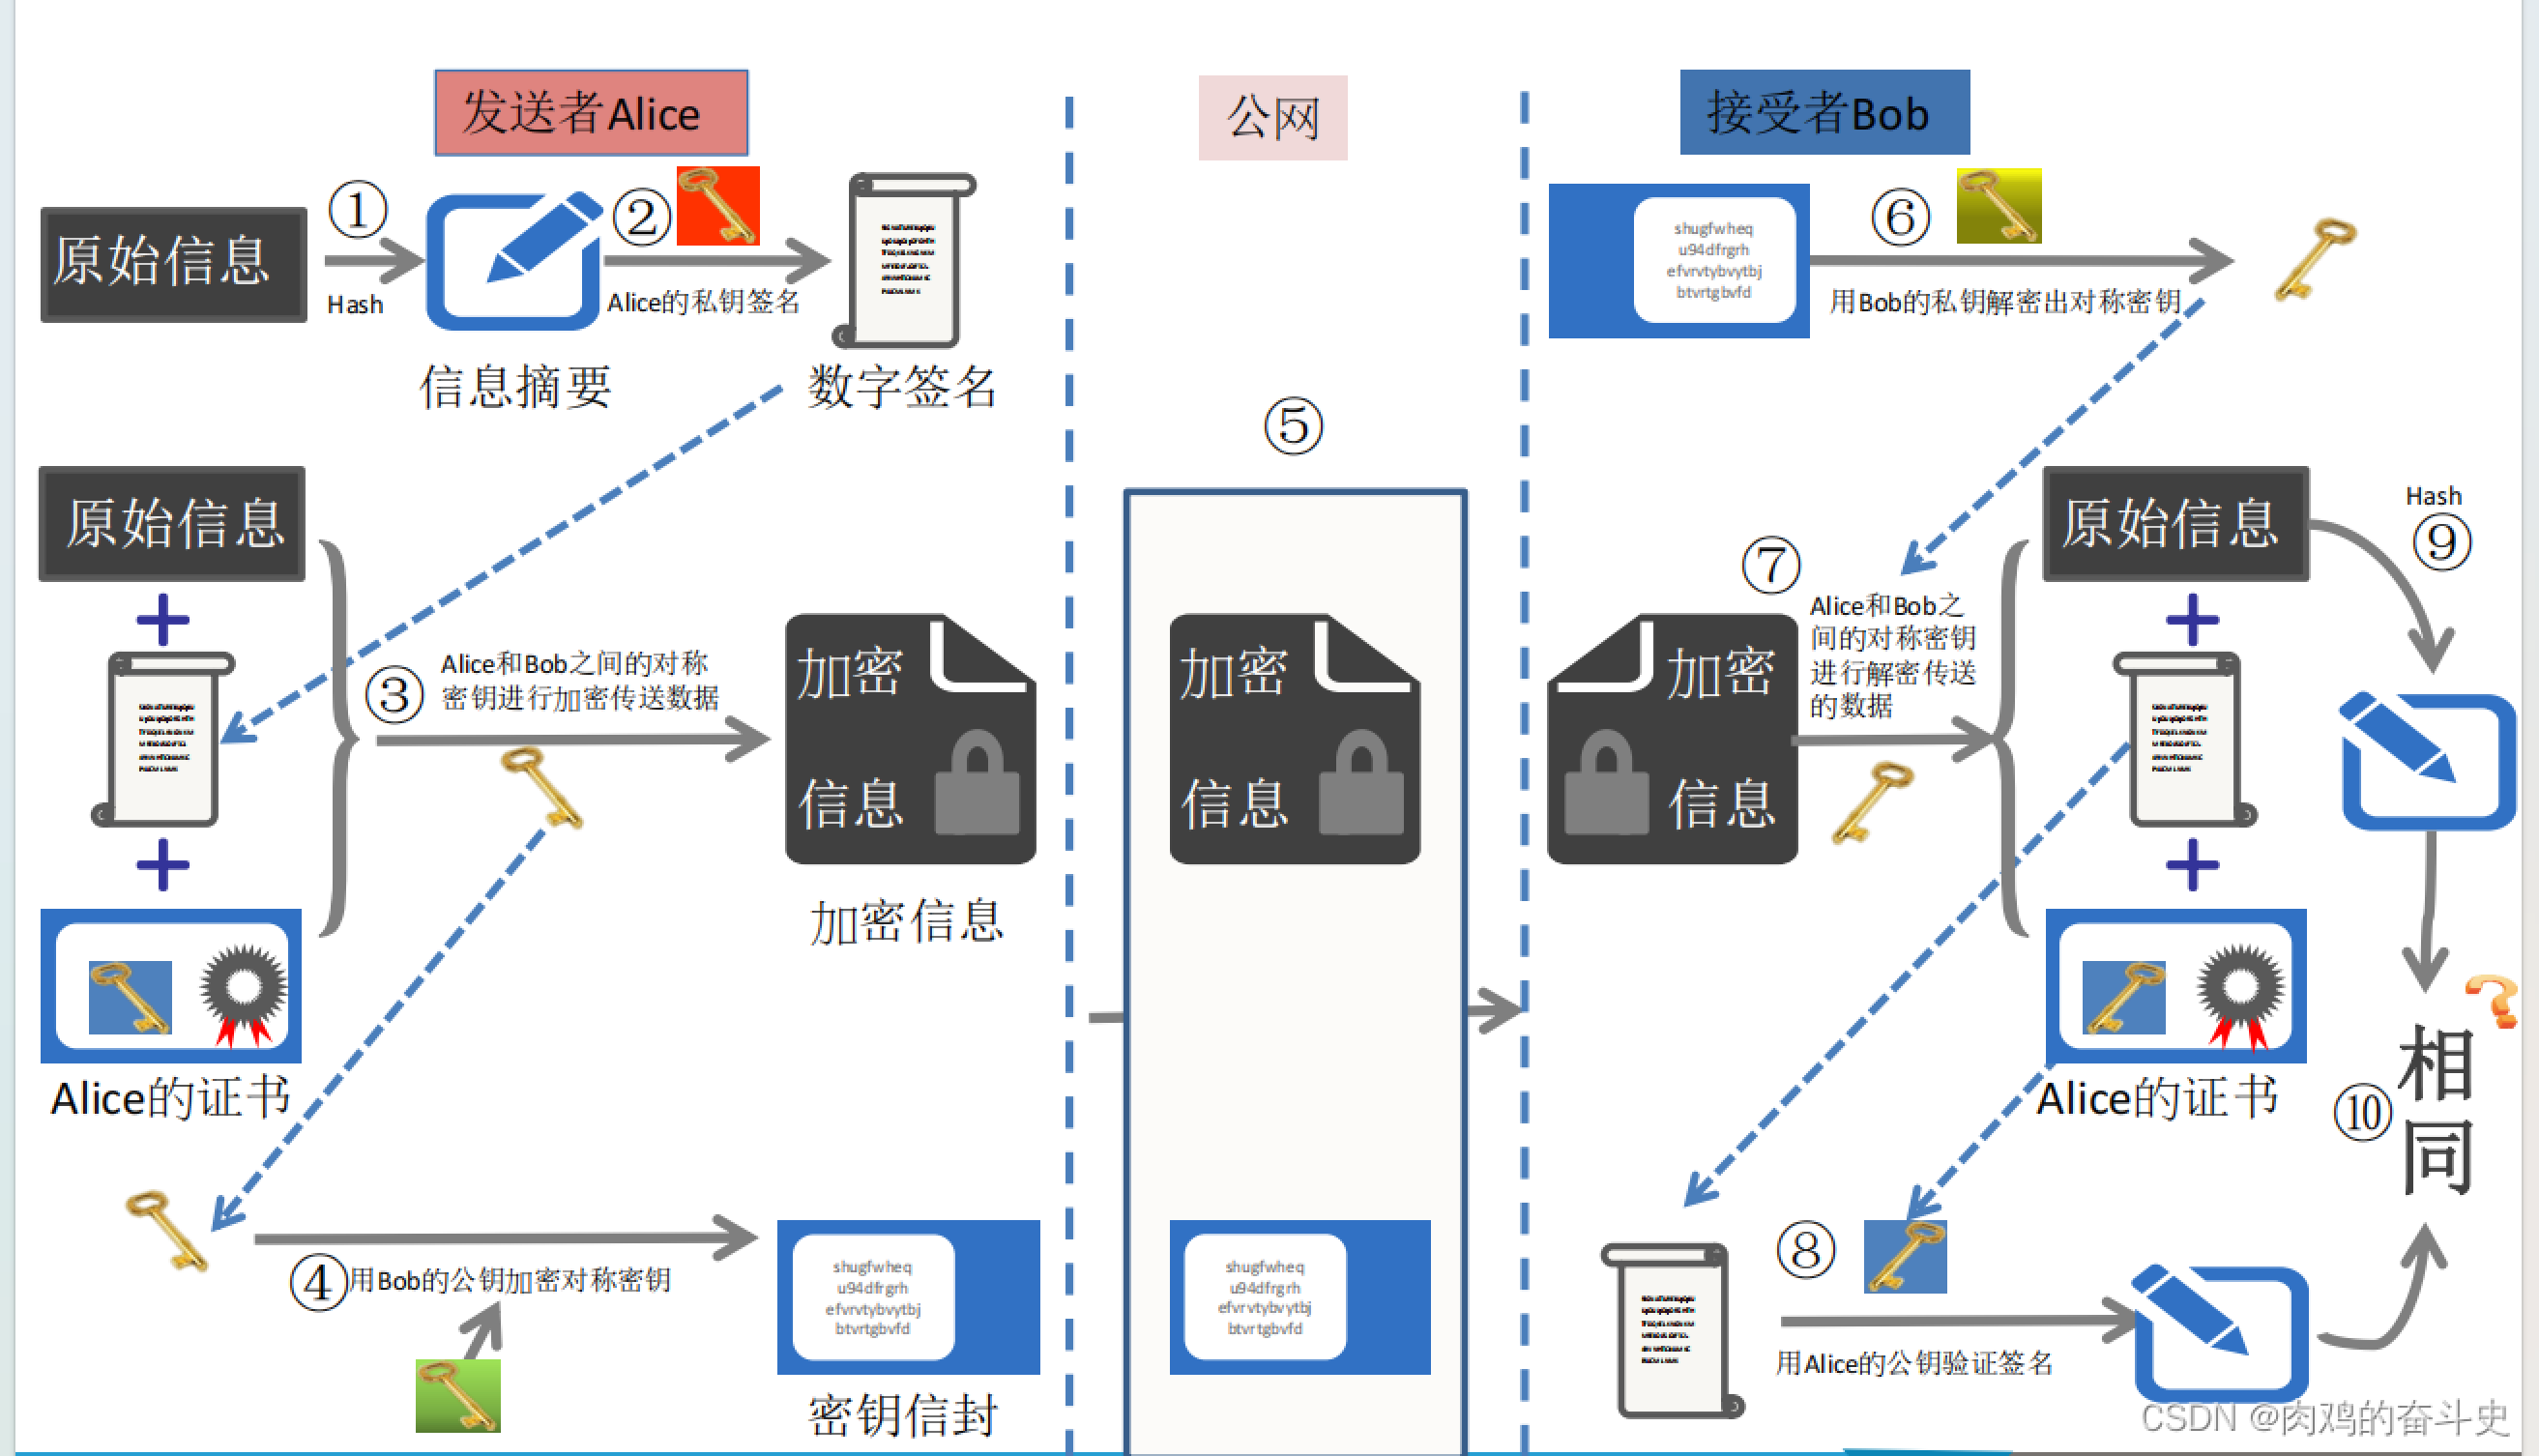 发送者Alice
公网
接受者Bob
原始信息
①
Hash
信息摘要
②
Alice的私钥签名
数字签名
原始信息
+
+
Alice的证书
③
Alice和Bob之间的对称
密钥进行加密传送数据
加密
信息
加密信息
④
用Bob的公钥加密对称密钥
shugfwheq
u94dfrgrh
efvrvtybvytbj
btvrtgbvfd
密钥信封
⑤
加密
信息
shugfwheq
u94dfrgrh
efvrvtybvytbj
btvrtgbvfd
shugfwheq
u94dfrgrh
efvrvtybvytbj
btvrtgbvfd
⑥
用Bob的私钥解密出对称密钥
加密
信息
⑦
Alice和Bob之
间的对称密钥
进行解密传送
的数据
原始信息
+
+
Alice的证书
⑧
用Alice的公钥验证签名
Hash
⑨
⑩
相
同
?
CSDN @肉鸡的奋斗史